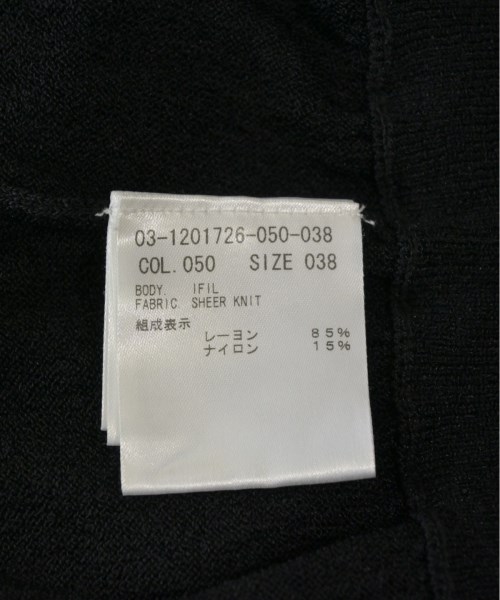 03-1201726-050-038
COL.050 SIZE 038
BODY. IFIL
FABRIC. SHEER KNIT
組成表示
レーヨン 85%
ナイロン 15%